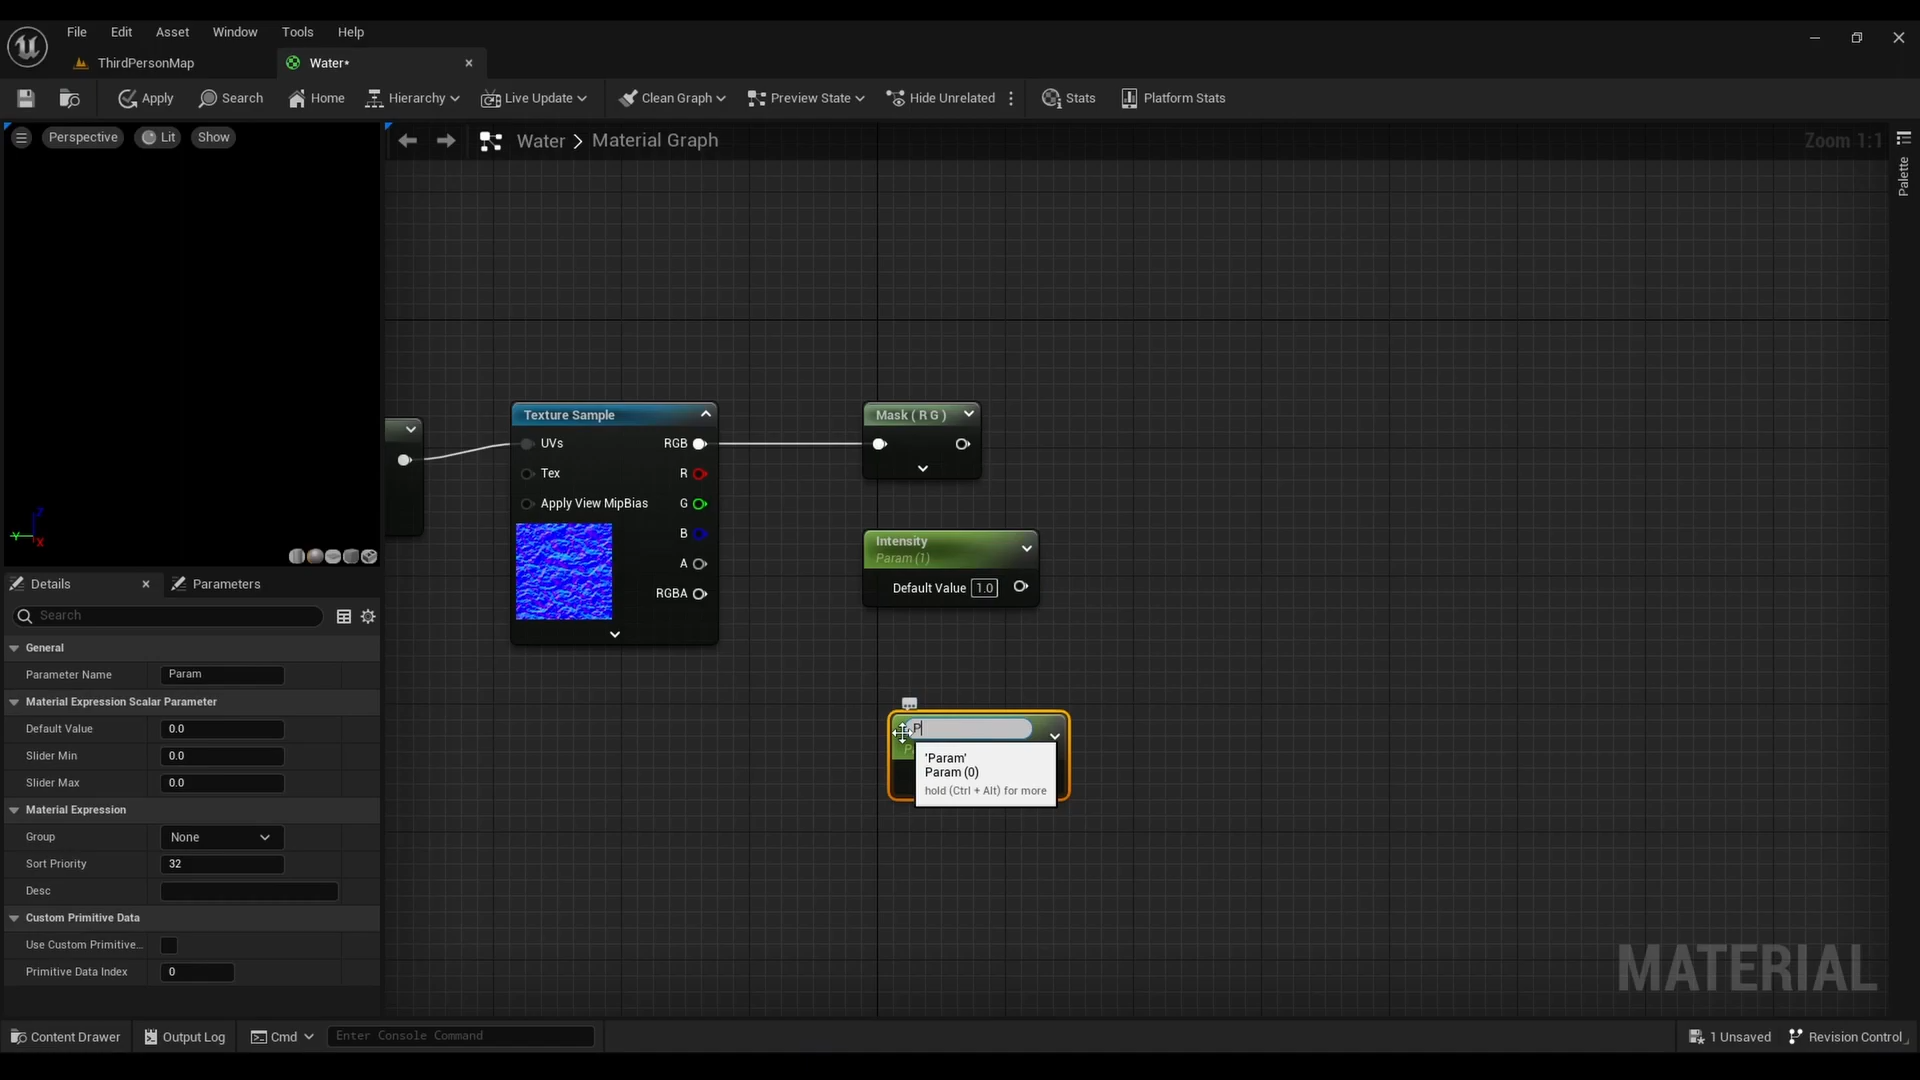 File Edit Asset Window Tools Help
ThirdPersonMap Water*
Apply Search Home Hierarchy Live Update Clean Graph Preview State Hide Unrelated Stats Platform Stats
Perspective Lit Show
Water > Material Graph Zoom 1:1
Palette
Texture Sample
UVs RGB
Tex R
Apply View MipBias G
B
A
RGBA
Mask ( R G )
Intensity
Param (1)
Default Value 1.0
P
'Param'
Param (0)
hold (Ctrl + Alt) for more
Z
Y
X
Details Parameters
Search
General
Parameter Name Param
Material Expression Scalar Parameter
Default Value 0.0
Slider Min 0.0
Slider Max 0.0
Material Expression
Group None
Sort Priority 32
Desc
Custom Primitive Data
Use Custom Primitive...
Primitive Data Index 0
MATERIAL
Content Drawer Output Log Cmd Enter Console Command 1 Unsaved Revision Control